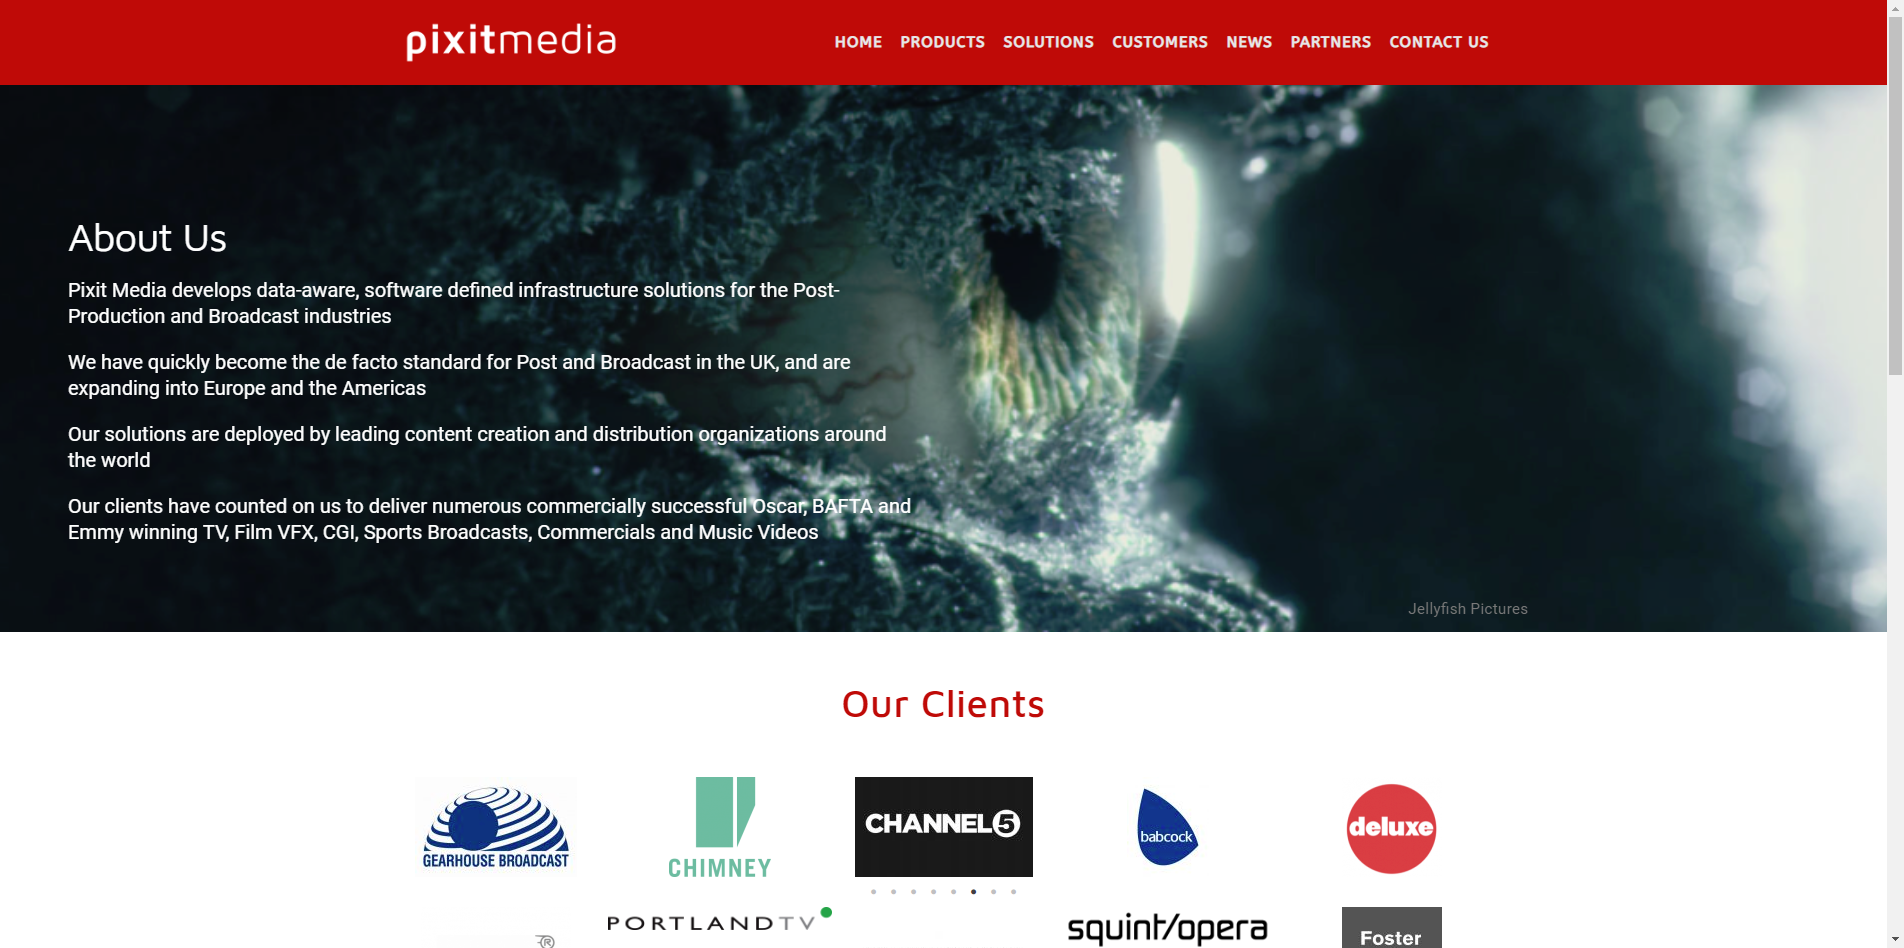 pixitmedia
HOME PRODUCTS SOLUTIONS CUSTOMERS NEWS PARTNERS CONTACT US
About Us
Pixit Media develops data-aware, software defined infrastructure solutions for the Post-
Production and Broadcast industries
We have quickly become the de facto standard for Post and Broadcast in the UK, and are
expanding into Europe and the Americas
Our solutions are deployed by leading content creation and distribution organizations around
the world
Our clients have counted on us to deliver numerous commercially successful Oscar, BAFTA and
Emmy winning TV, Film VFX, CGI, Sports Broadcasts, Commercials and Music Videos
Jellyfish Pictures
Our Clients
GEARHOUSE BROADCAST
CHIMNEY
CHANNEL5
babcock
deluxe
®
PORTLANDTV
squint/opera
Foster